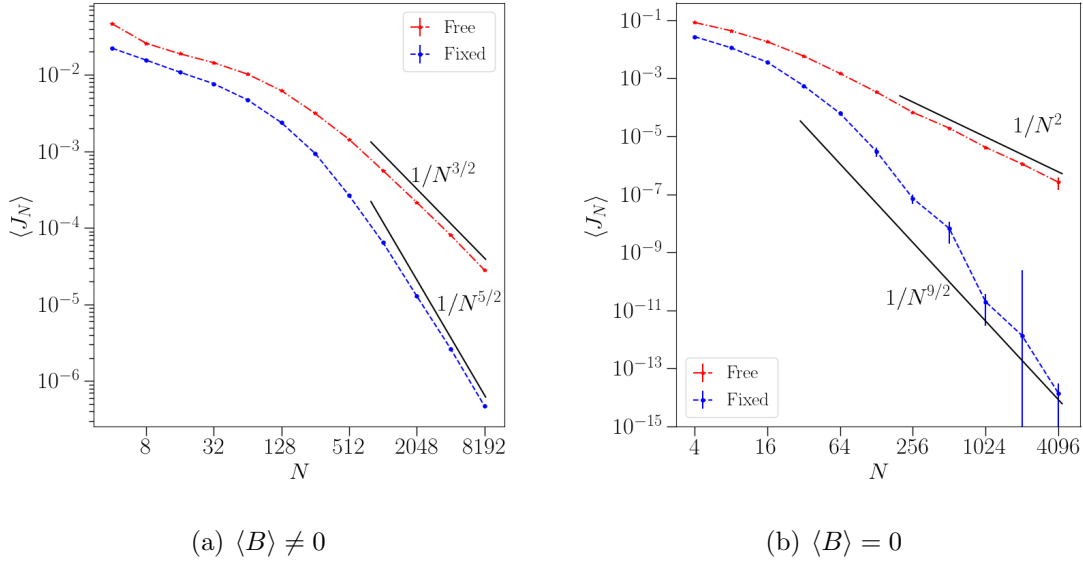 Free
Fixed
10^{-2}
10^{-3}
10^{-4}
10^{-5}
10^{-6}
⟨J_N⟩
1/N^{3/2}
1/N^{5/2}
8 32 128 512 2048 8192
N
(a) ⟨B⟩ ≠ 0
10^{-1}
10^{-3}
10^{-5}
10^{-7}
10^{-9}
10^{-11}
10^{-13}
10^{-15}
⟨J_N⟩
1/N^2
1/N^{9/2}
Free
Fixed
4 16 64 256 1024 4096
N
(b) ⟨B⟩ = 0